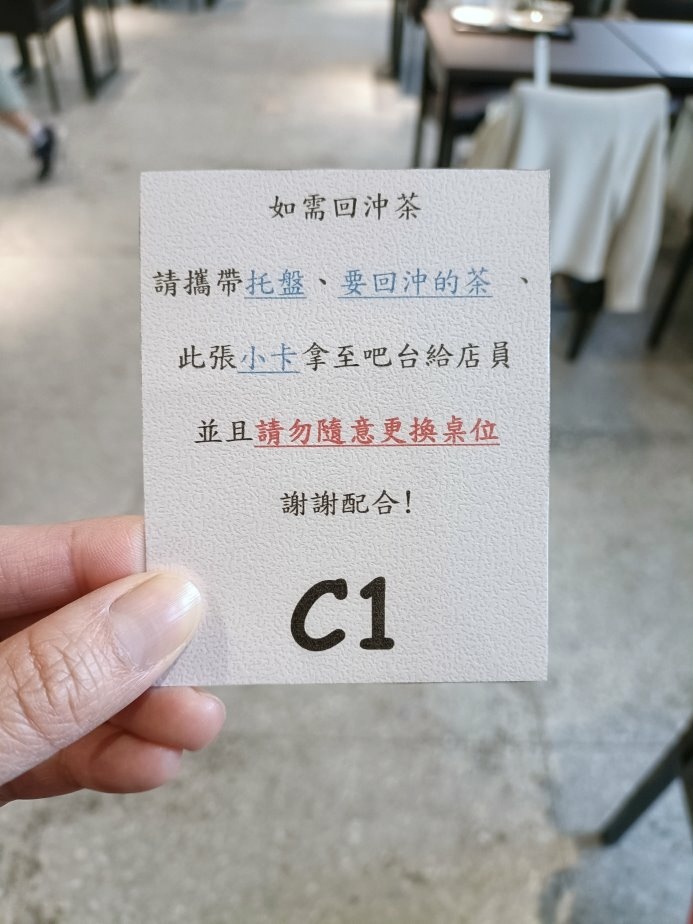 如需回沖茶
請攜帶托盤、要回沖的茶 、
此張小卡拿至吧台給店員
並且請勿隨意更換桌位
謝謝配合!
C1